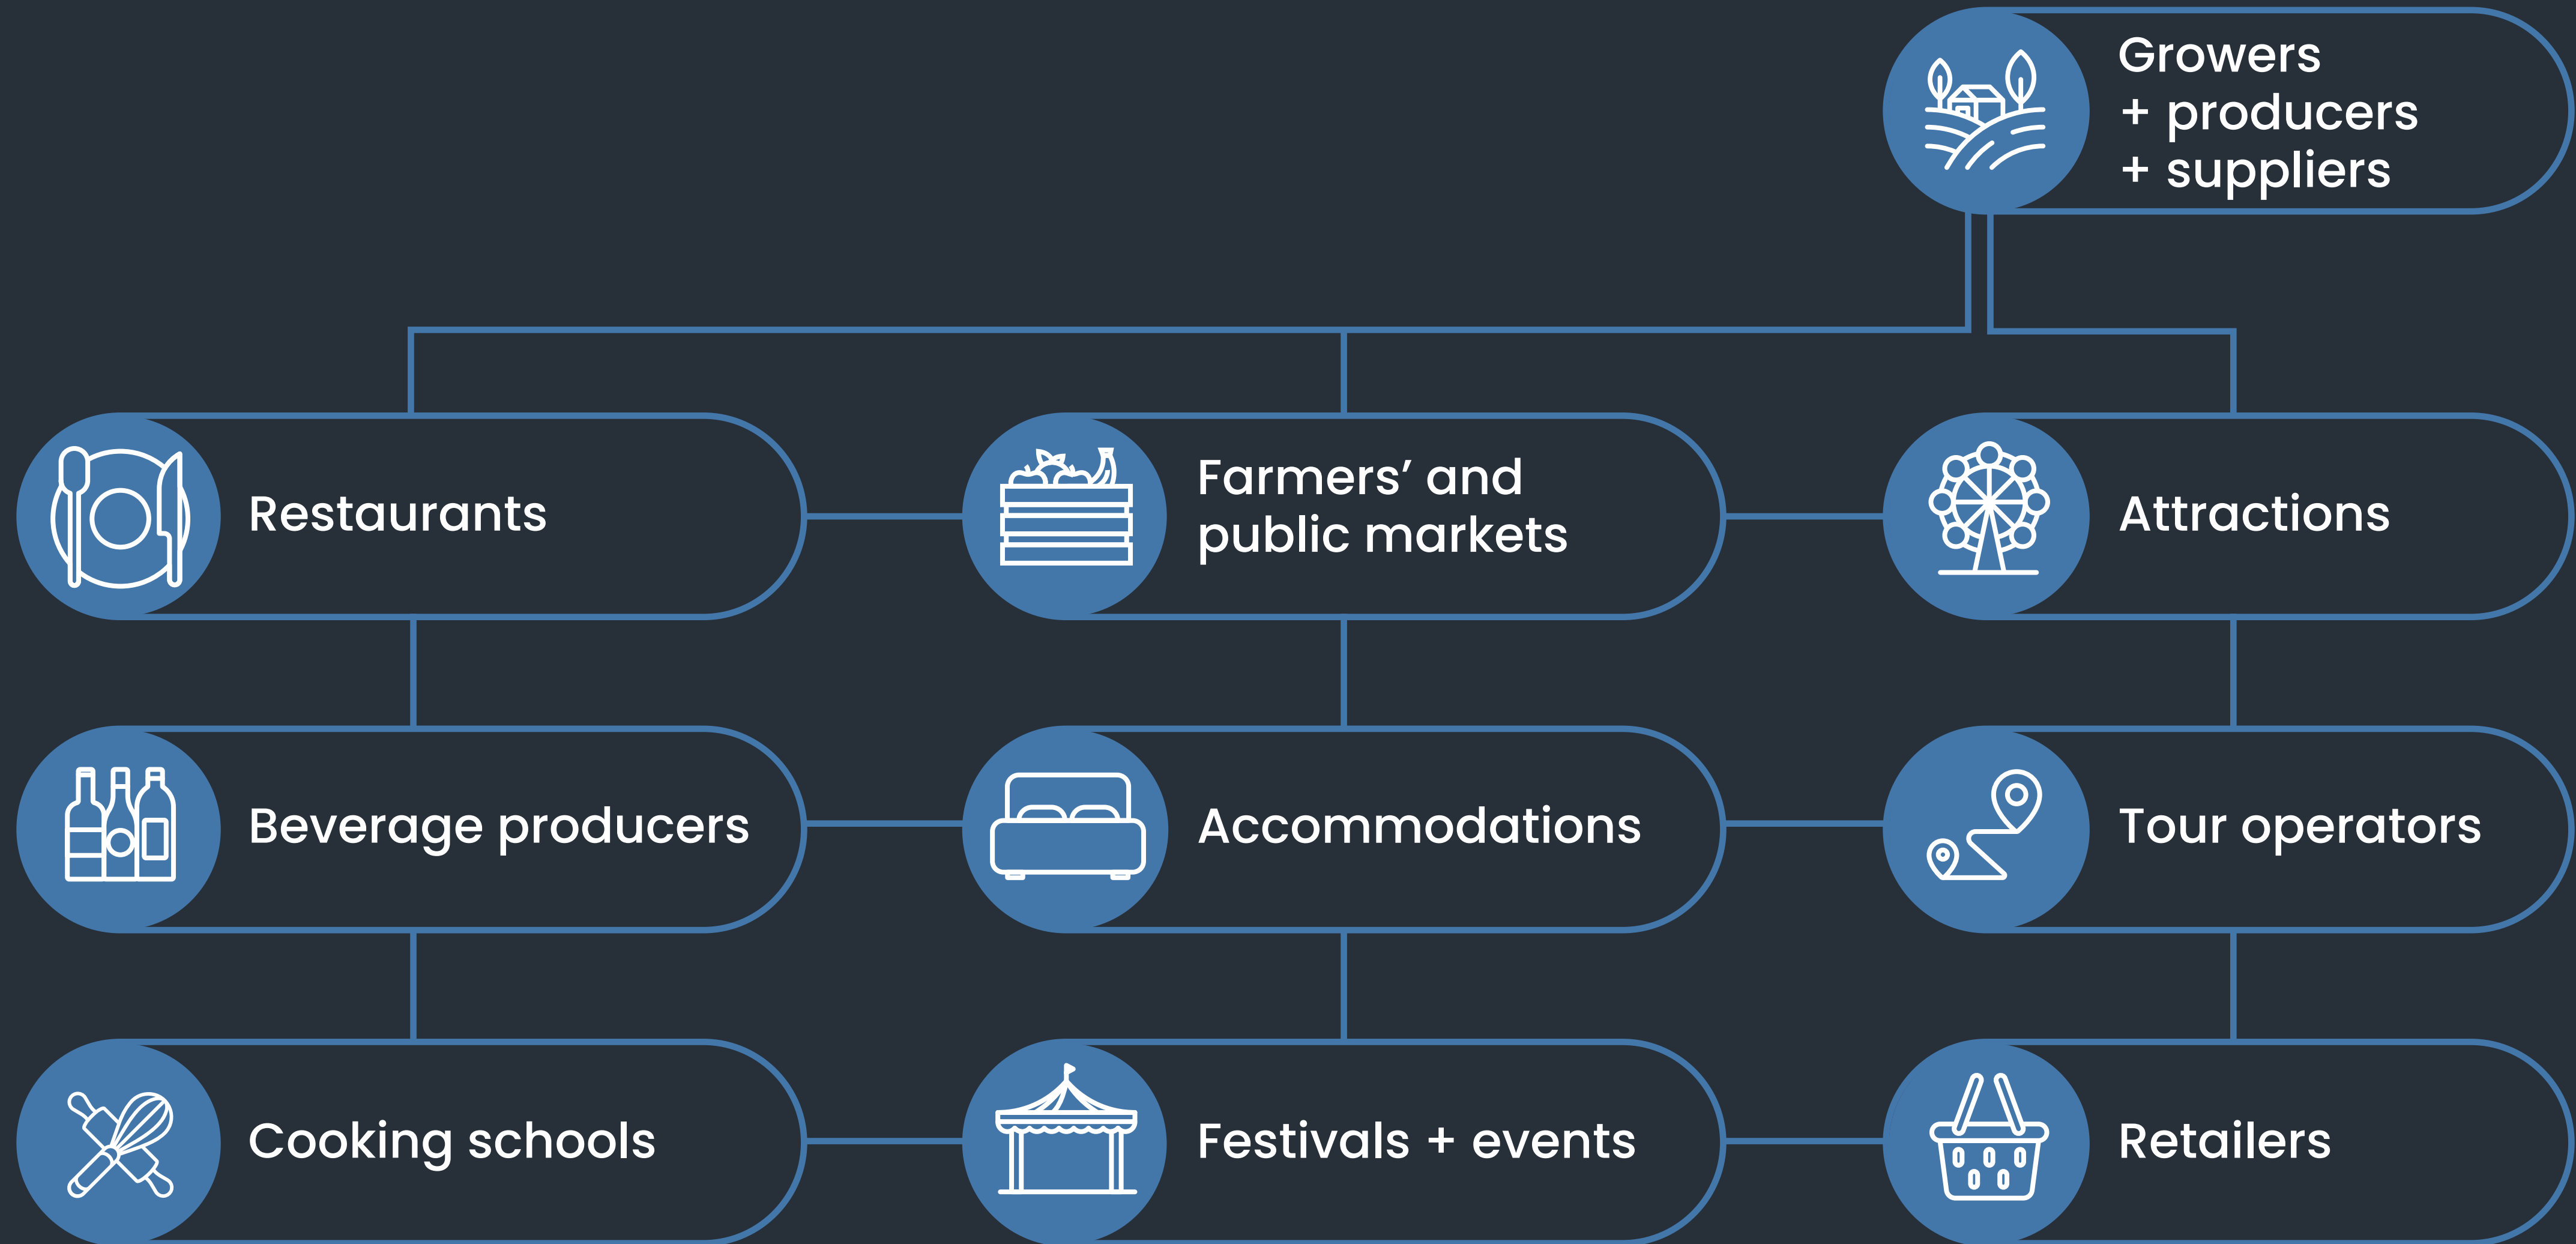 Growers
+ producers
+ suppliers
Restaurants
Farmers’ and
public markets
Attractions
Beverage producers
Accommodations
Tour operators
Cooking schools
Festivals + events
Retailers